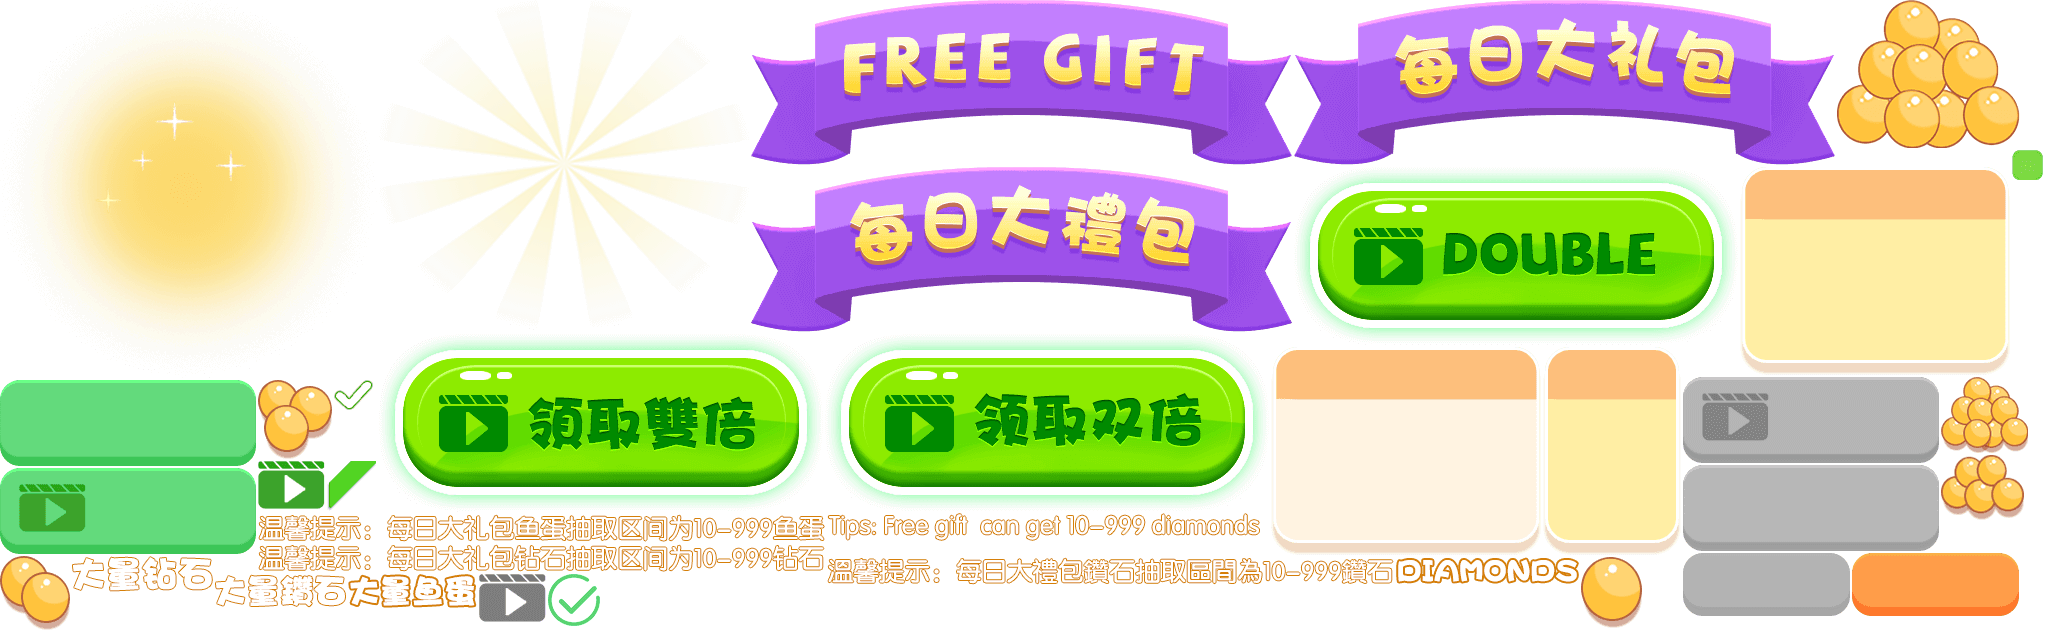 FREE GIFT
每日大礼包
每日大禮包
DOUBLE
領取雙倍
领取双倍
温馨提示：每日大礼包鱼蛋抽取区间为10-999鱼蛋
Tips: Free gift can get 10-999 diamonds
温馨提示：每日大礼包钻石抽取区间为10-999钻石
溫馨提示：每日大禮包鑽石抽取區間為10-999鑽石
DIAMONDS
大量钻石
大量鑽石
大量鱼蛋